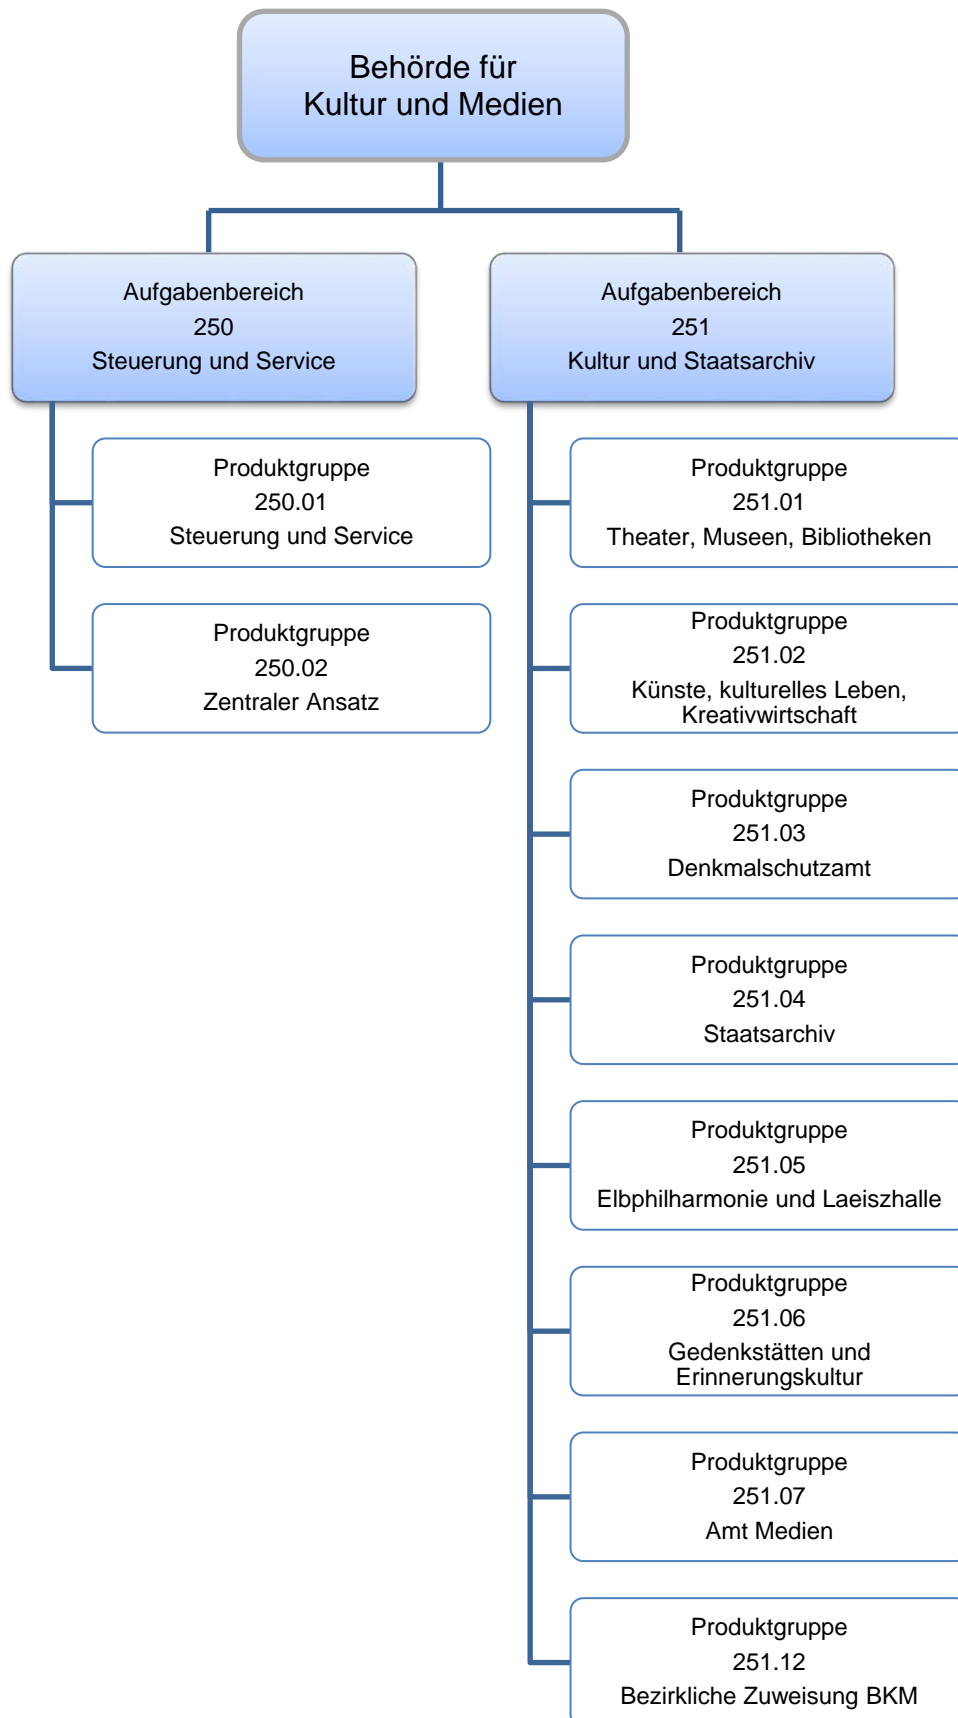 Behörde für
Kultur und Medien
Aufgabenbereich
250
Steuerung und Service
Produktgruppe
250.01
Steuerung und Service
Produktgruppe
250.02
Zentraler Ansatz
Aufgabenbereich
251
Kultur und Staatsarchiv
Produktgruppe
251.01
Theater, Museen, Bibliotheken
Produktgruppe
251.02
Künste, kulturelles Leben,
Kreativwirtschaft
Produktgruppe
251.03
Denkmalschutzamt
Produktgruppe
251.04
Staatsarchiv
Produktgruppe
251.05
Elbphilharmonie und Laeiszhalle
Produktgruppe
251.06
Gedenkstätten und
Erinnerungskultur
Produktgruppe
251.07
Amt Medien
Produktgruppe
251.12
Bezirkliche Zuweisung BKM